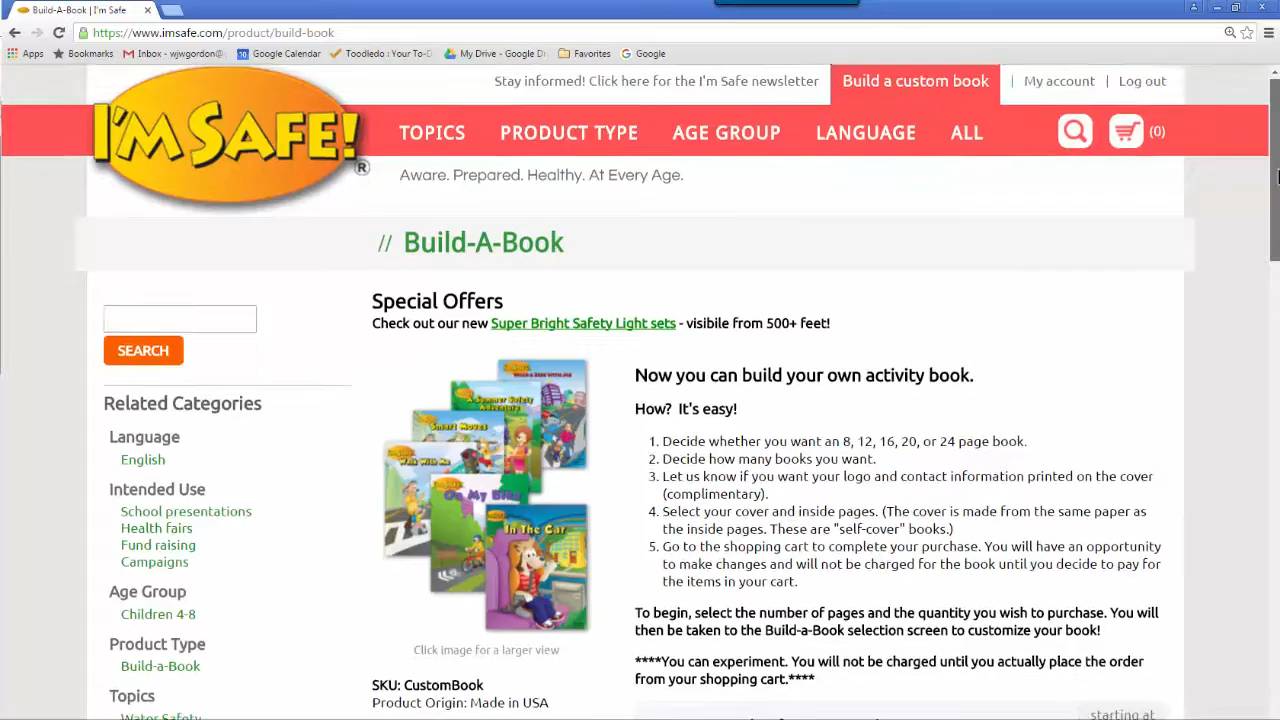 Build-A-Book | I'm Safe
https://www.imsafe.com/product/build-book
Apps Bookmarks Inbox - wjwgordon@ Google Calendar Toodledo : Your To-D My Drive - Google Dr Favorites Google
Stay informed! Click here for the I'm Safe newsletter Build a custom book | My account | Log out
I'M SAFE! ®
TOPICS PRODUCT TYPE AGE GROUP LANGUAGE ALL (0)
Aware. Prepared. Healthy. At Every Age.
// Build-A-Book
SEARCH
Related Categories
Language
English
Intended Use
School presentations
Health fairs
Fund raising
Campaigns
Age Group
Children 4-8
Product Type
Build-a-Book
Topics
Water Safety
Special Offers
Check out our new Super Bright Safety Light sets - visibile from 500+ feet!
A Summer Safety
Adventure
Smart Moves
Walk With Me
On My Bike
In The Car
Click image for a larger view
SKU: CustomBook
Product Origin: Made in USA
Now you can build your own activity book.
How? It's easy!
1. Decide whether you want an 8, 12, 16, 20, or 24 page book.
2. Decide how many books you want.
3. Let us know if you want your logo and contact information printed on the cover
(complimentary).
4. Select your cover and inside pages. (The cover is made from the same paper as
the inside pages. These are "self-cover" books.)
5. Go to the shopping cart to complete your purchase. You will have an opportunity
to make changes and will not be charged for the book until you decide to pay for
the items in your cart.
To begin, select the number of pages and the quantity you wish to purchase. You will
then be taken to the Build-a-Book selection screen to customize your book!
****You can experiment. You will not be charged until you actually place the order
from your shopping cart.****
starting at